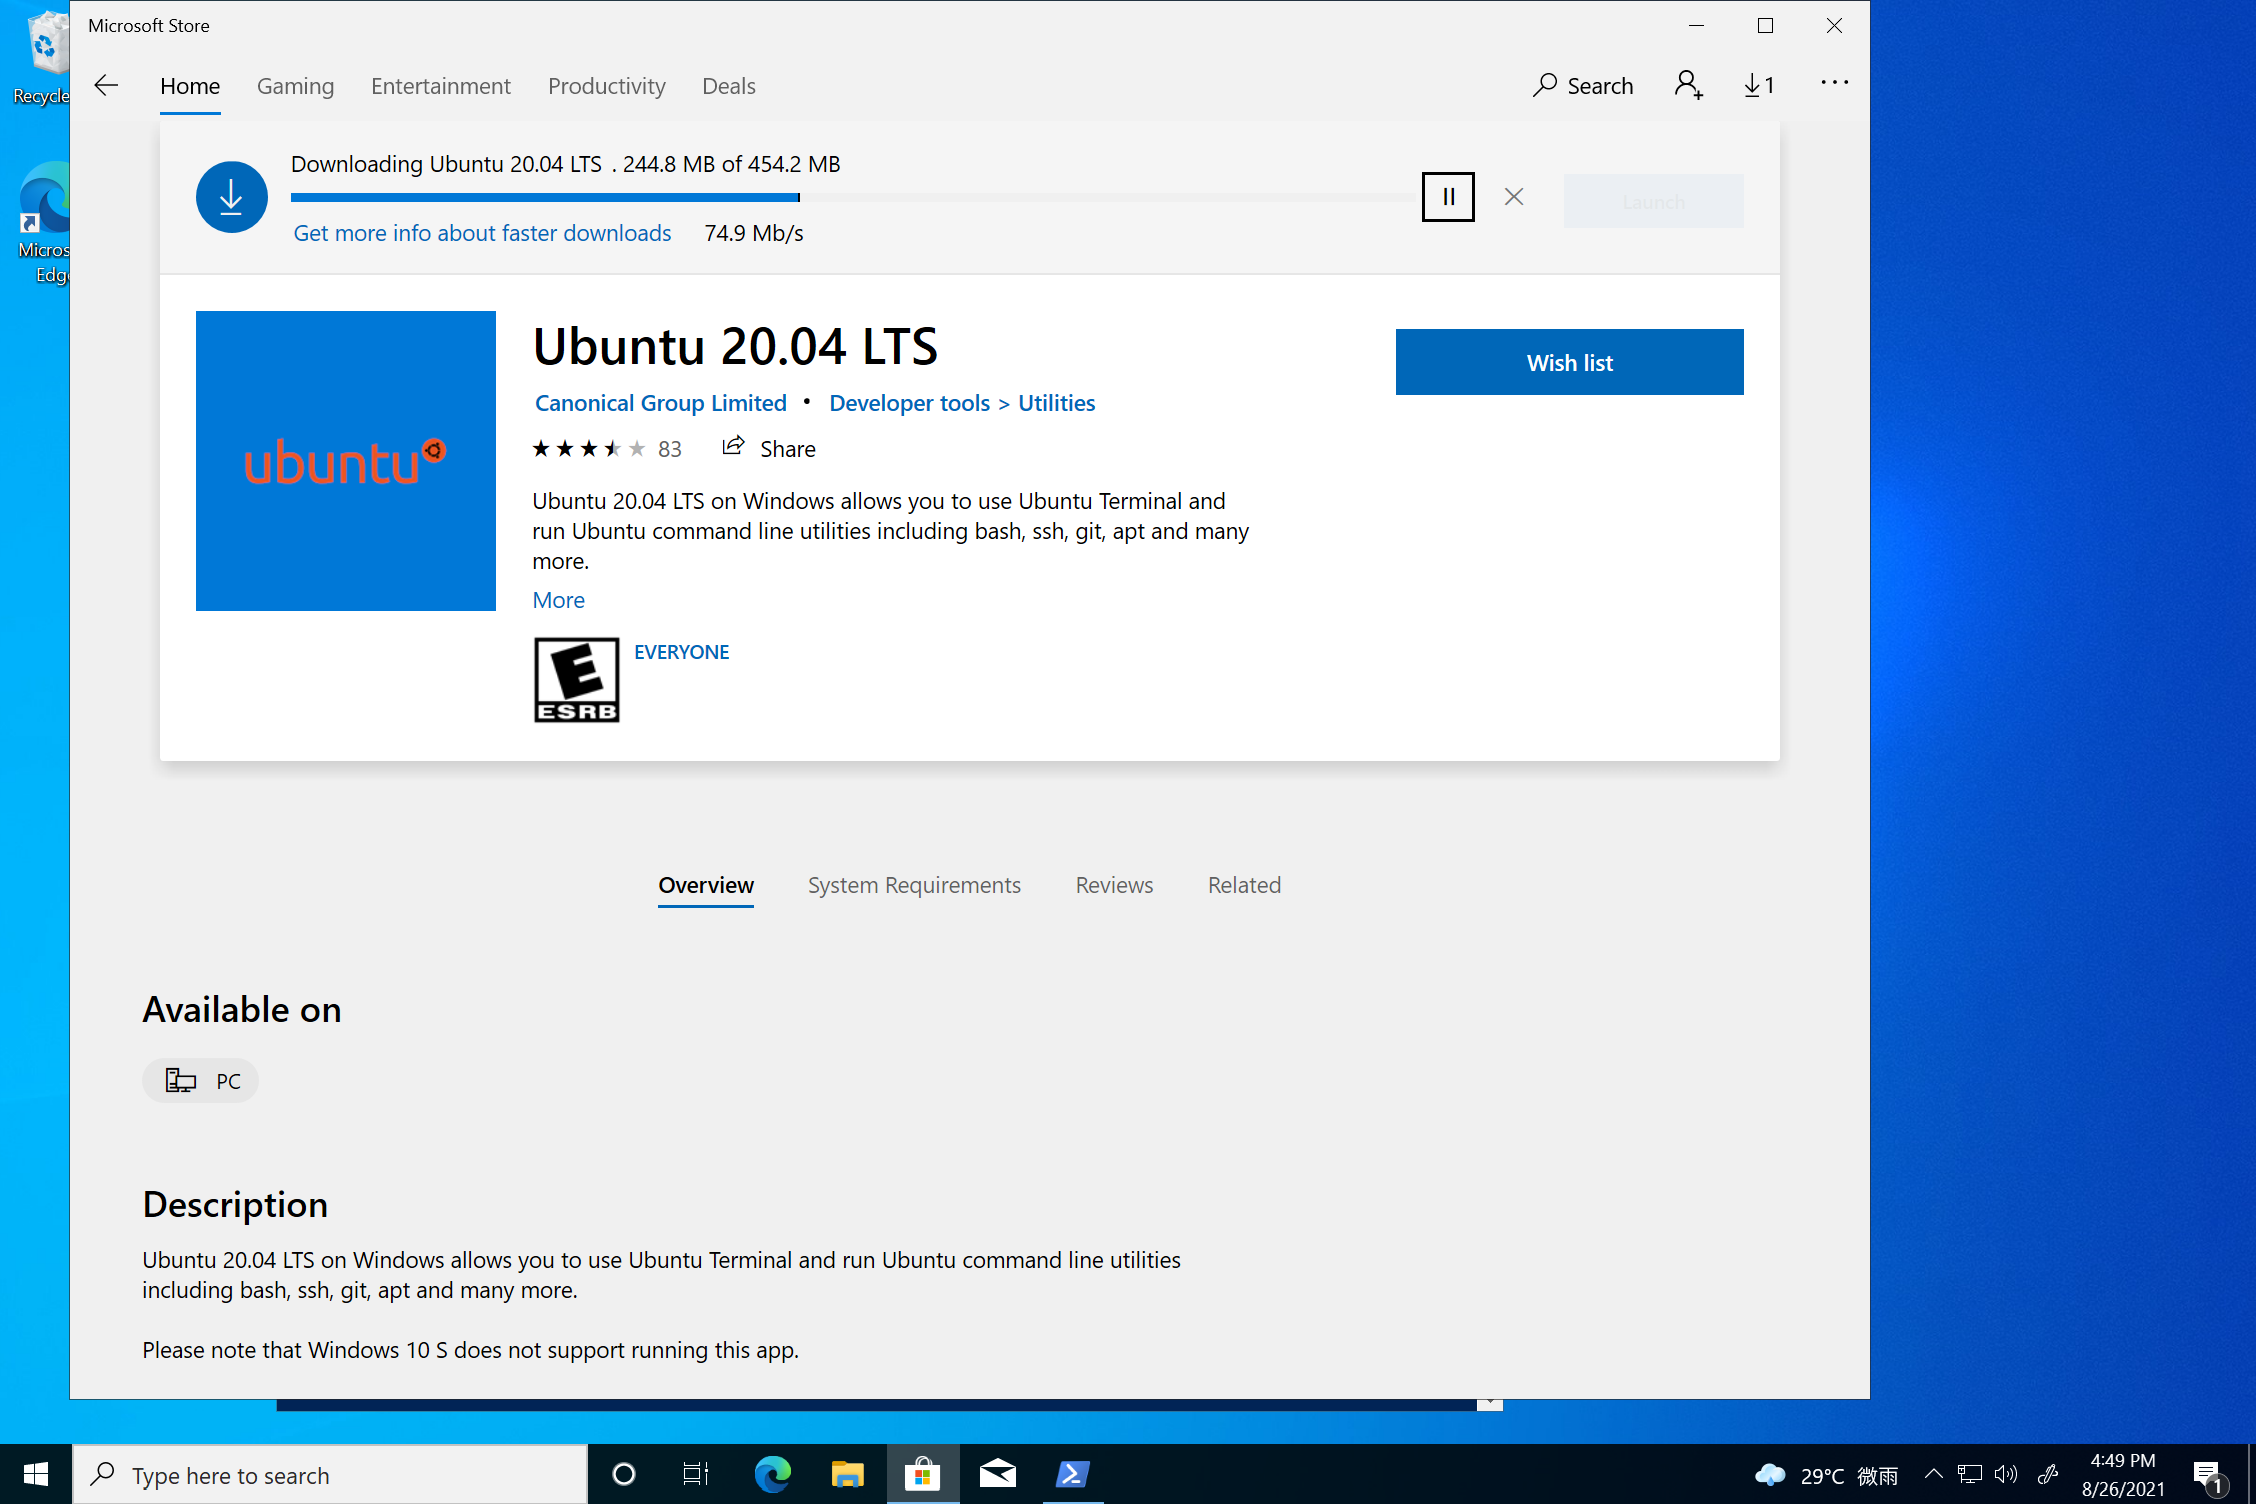 Microsoft Store
Home
Gaming
Entertainment
Productivity
Deals
Search
1
Recycle
Micros
Edg
Downloading Ubuntu 20.04 LTS . 244.8 MB of 454.2 MB
Get more info about faster downloads
74.9 Mb/s
Launch
ubuntu
Ubuntu 20.04 LTS
Canonical Group Limited • Developer tools > Utilities
83
Share
Wish list
Ubuntu 20.04 LTS on Windows allows you to use Ubuntu Terminal and
run Ubuntu command line utilities including bash, ssh, git, apt and many
more.
More
E
ESRB
EVERYONE
Overview
System Requirements
Reviews
Related
Available on
PC
Description
Ubuntu 20.04 LTS on Windows allows you to use Ubuntu Terminal and run Ubuntu command line utilities
including bash, ssh, git, apt and many more.
Please note that Windows 10 S does not support running this app.
Type here to search
29°C 微雨
4:49 PM
8/26/2021
1